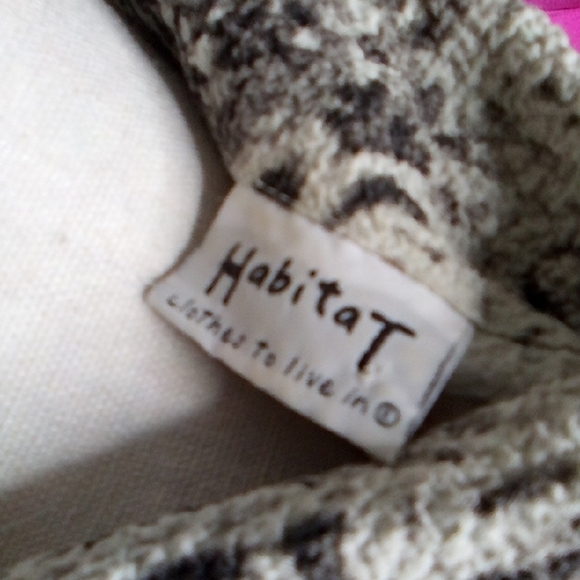 HabitaT
clothes To live in ®